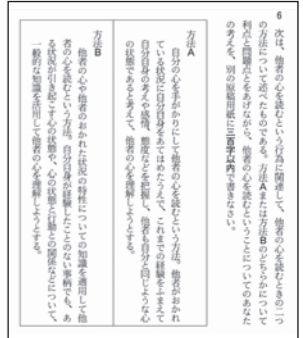 6
次は、他者の心を読むという行為に関連して、他者の心を読むときの二つ
の方法について述べたものである。方法Aまたは方法Bのどちらかについて
利点と問題点とをあげながら、他者の心を読むということについてのあなた
の考えを、別の原稿用紙に三百字以内で書きなさい。
方法A
自分の心を手がかりにして他者の心を読むという方法。他者がおかれ
ている状況に自分自身をあてはめたうえで、これまでの経験をふまえて
自分自身の考えや感情、態度などを把握し、他者も自分と同じような心
の状態であると考えて、他者の心を理解しようとする。
方法B
他者の心や他者のおかれた状況の特性についての知識を適用して他
者の心を読むという方法。自分自身が経験したことのない事柄でも、あ
る状況が引き起こす心の状態や、心の状態と行動との関係などについて、
一般的な知識を活用して他者の心を理解しようとする。